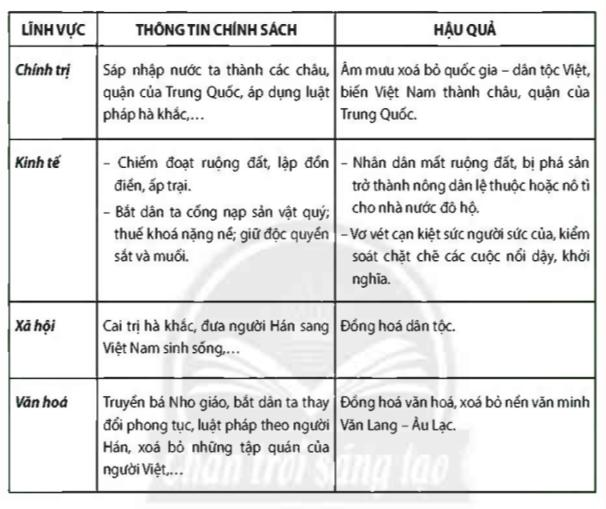 LĨNH VỰC THÔNG TIN CHÍNH SÁCH HẬU QUẢ
Chính trị
Sáp nhập nước ta thành các châu,
quận của Trung Quốc, áp dụng luật
pháp hà khắc,...
Âm mưu xoá bỏ quốc gia – dân tộc Việt,
biến Việt Nam thành châu, quận của
Trung Quốc.
Kinh tế
– Chiếm đoạt ruộng đất, lập đồn
điền, ấp trại.
– Bắt dân ta cống nạp sản vật quý;
thuế khoá nặng nề; giữ độc quyền
sắt và muối.
– Nhân dân mất ruộng đất, bị phá sản
trở thành nông dân lệ thuộc hoặc nô tì
cho nhà nước đô hộ.
– Vơ vét cạn kiệt sức người sức của, kiểm
soát chặt chẽ các cuộc nổi dậy, khởi
nghĩa.
Xã hội
Cai trị hà khắc, đưa người Hán sang
Việt Nam sinh sống,...
Đồng hoá dân tộc.
Văn hoá
Truyền bá Nho giáo, bắt dân ta thay
đổi phong tục, luật pháp theo người
Hán, xoá bỏ những tập quán của
người Việt,...
Đồng hoá văn hoá, xoá bỏ nền văn minh
Văn Lang – Âu Lạc.
Chân trời sáng tạo